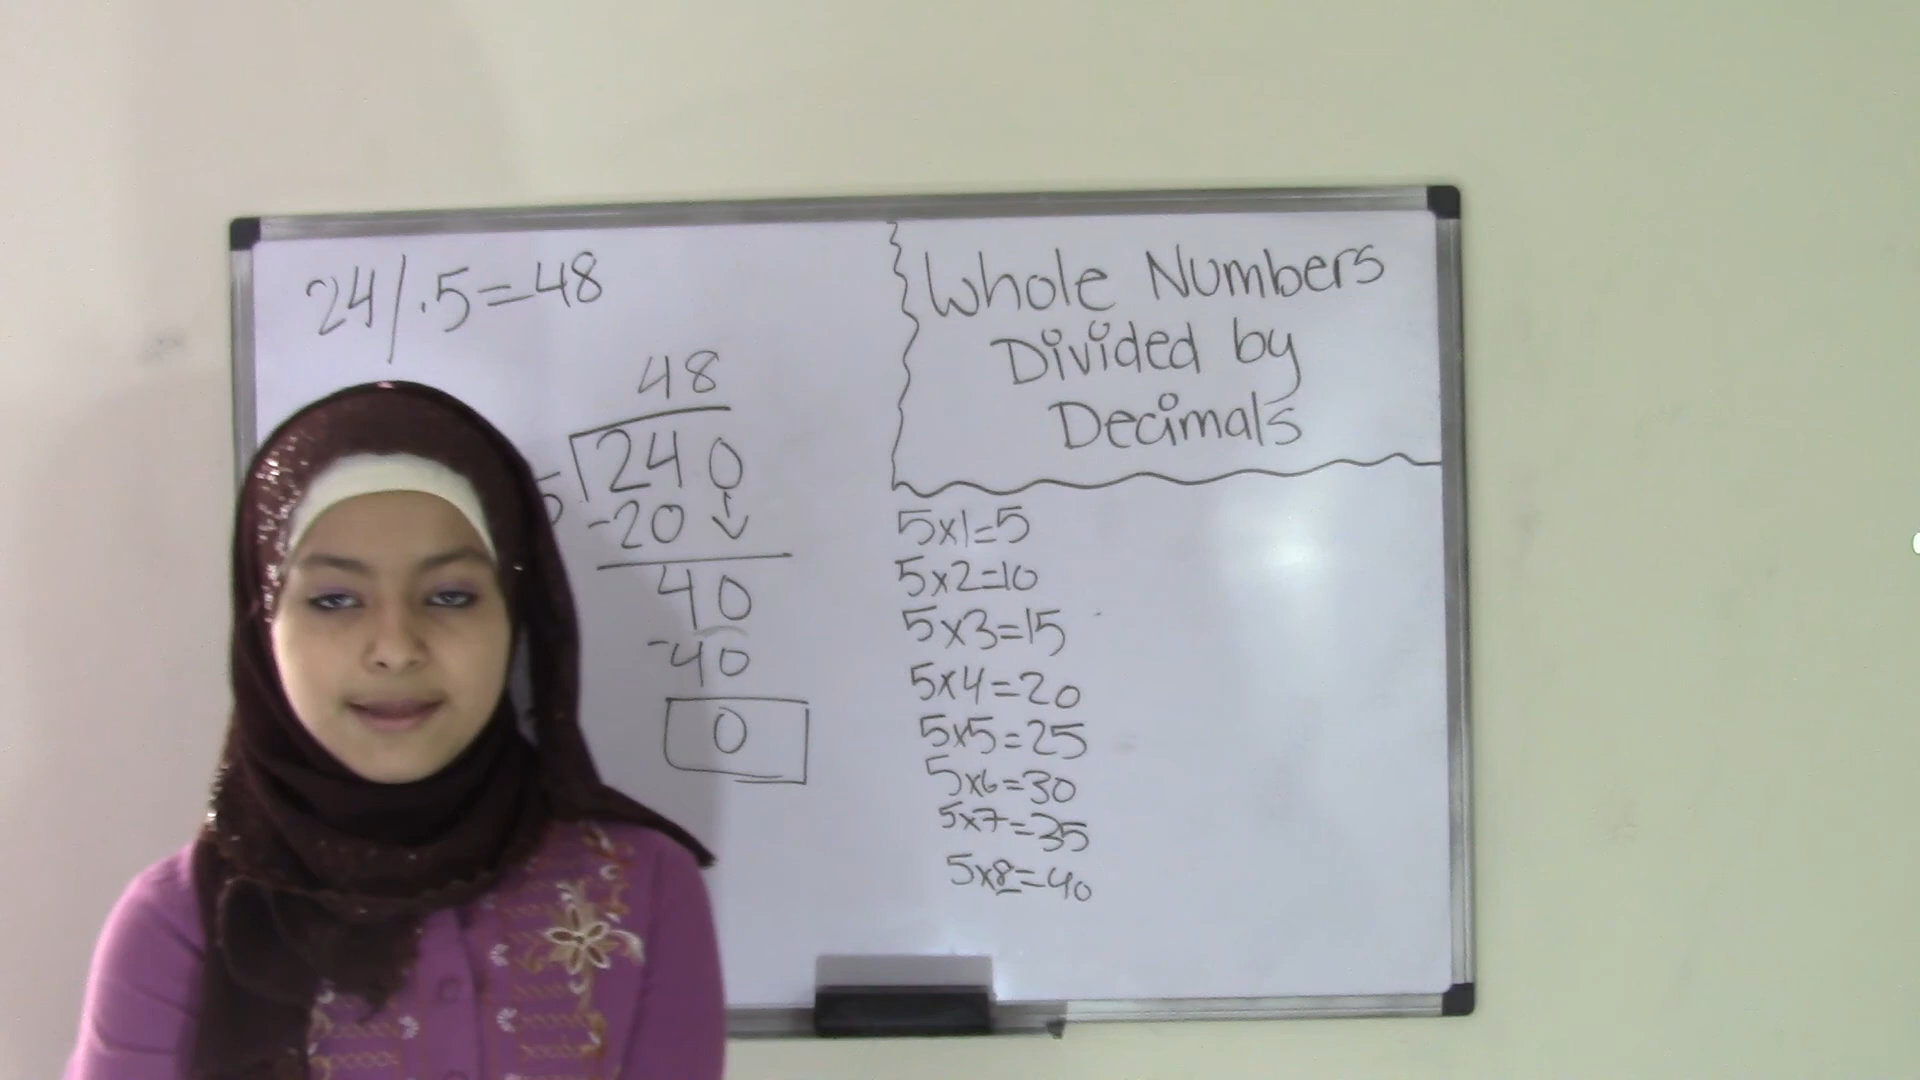 24/.5=48
48
5 240
-20
40
-40
0
Whole Numbers
Divided by
Decimals
5x1=5
5x2=10
5x3=15
5x4=20
5x5=25
5x6=30
5x7=35
5x8=40